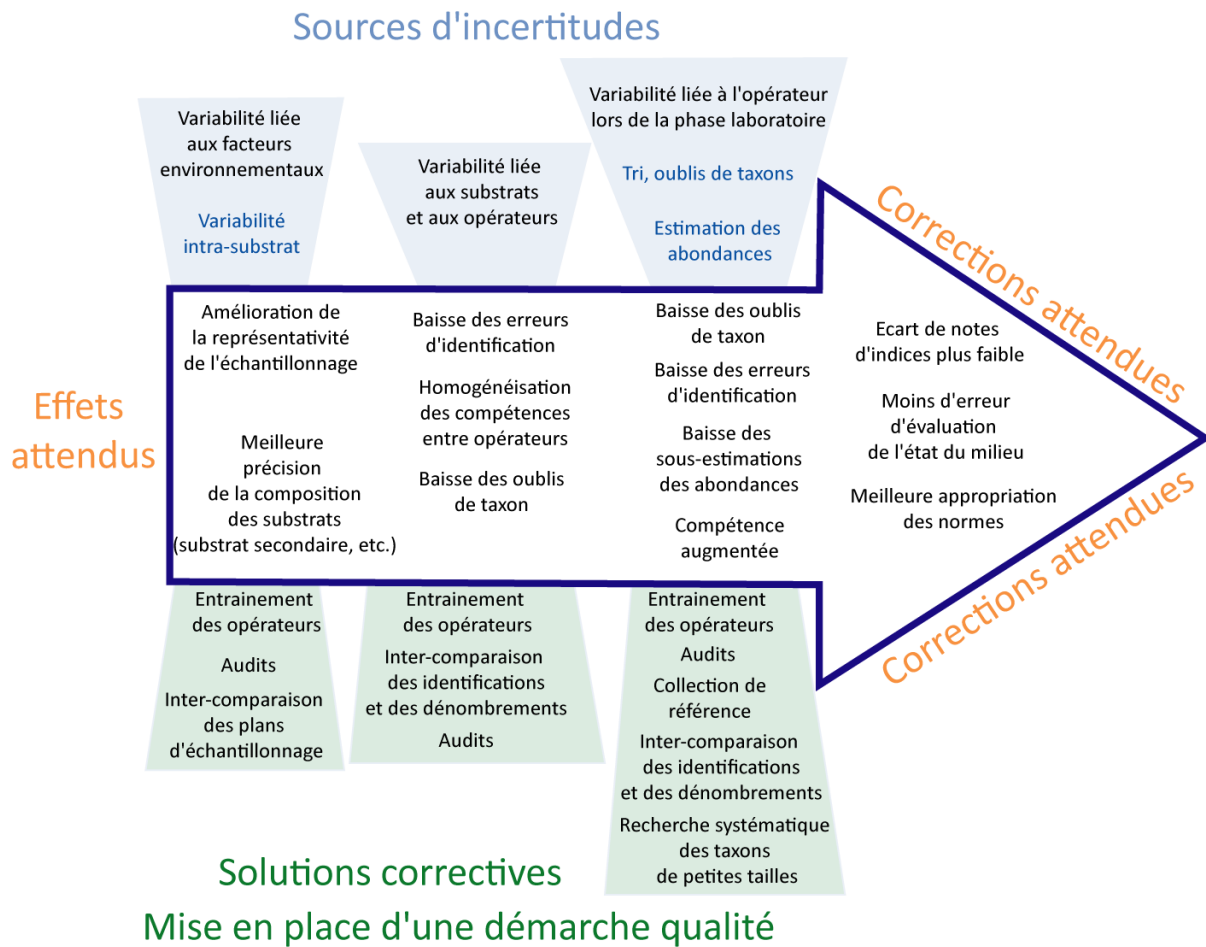 Sources d'incertitudes
Variabilité liée
aux facteurs
environnementaux
Variabilité
intra-substrat
Variabilité liée
aux substrats
et aux opérateurs
Variabilité liée à l'opérateur
lors de la phase laboratoire
Tri, oublis de taxons
Estimation des
abondances
Effets
attendus
Amélioration de
la représentativité
de l'échantillonnage
Meilleure
précision
de la composition
des substrats
(substrat secondaire, etc.)
Baisse des erreurs
d'identification
Homogénéisation
des compétences
entre opérateurs
Baisse des oublis
de taxon
Baisse des oublis
de taxon
Baisse des erreurs
d'identification
Baisse des
sous-estimations
des abondances
Compétence
augmentée
Ecart de notes
d'indices plus faible
Moins d'erreur
d'évaluation
de l'état du milieu
Meilleure appropriation
des normes
Corrections attendues
Corrections attendues
Entrainement
des opérateurs
Audits
Inter-comparaison
des plans
d'échantillonnage
Entrainement
des opérateurs
Inter-comparaison
des identifications
et des dénombrements
Audits
Entrainement
des opérateurs
Audits
Collection de
référence
Inter-comparaison
des identifications
et des dénombrements
Recherche systématique
des taxons
de petites tailles
Solutions correctives
Mise en place d'une démarche qualité